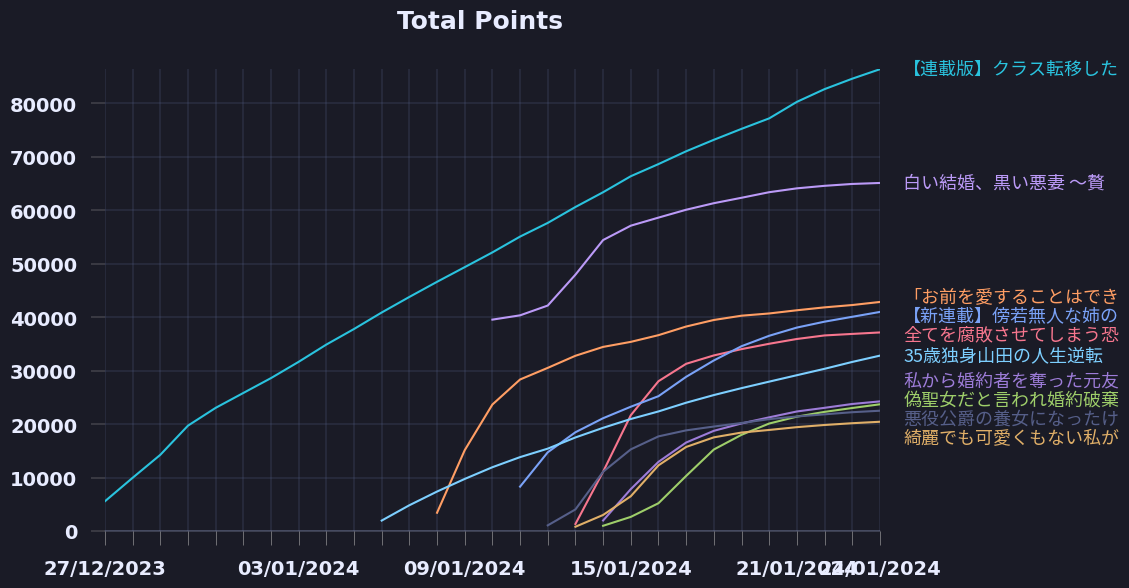 Total Points
80000
70000
60000
50000
40000
30000
20000
10000
0
27/12/2023
03/01/2024
09/01/2024
15/01/2024
21/01/2024
24/01/2024
【連載版】クラス転移した
白い結婚、黒い悪妻 ～贅
「お前を愛することはでき
【新連載】傍若無人な姉の
全てを腐敗させてしまう恐
35歳独身山田の人生逆転
私から婚約者を奪った元友
偽聖女だと言われ婚約破棄
悪役公爵の養女になったけ
綺麗でも可愛くもない私が